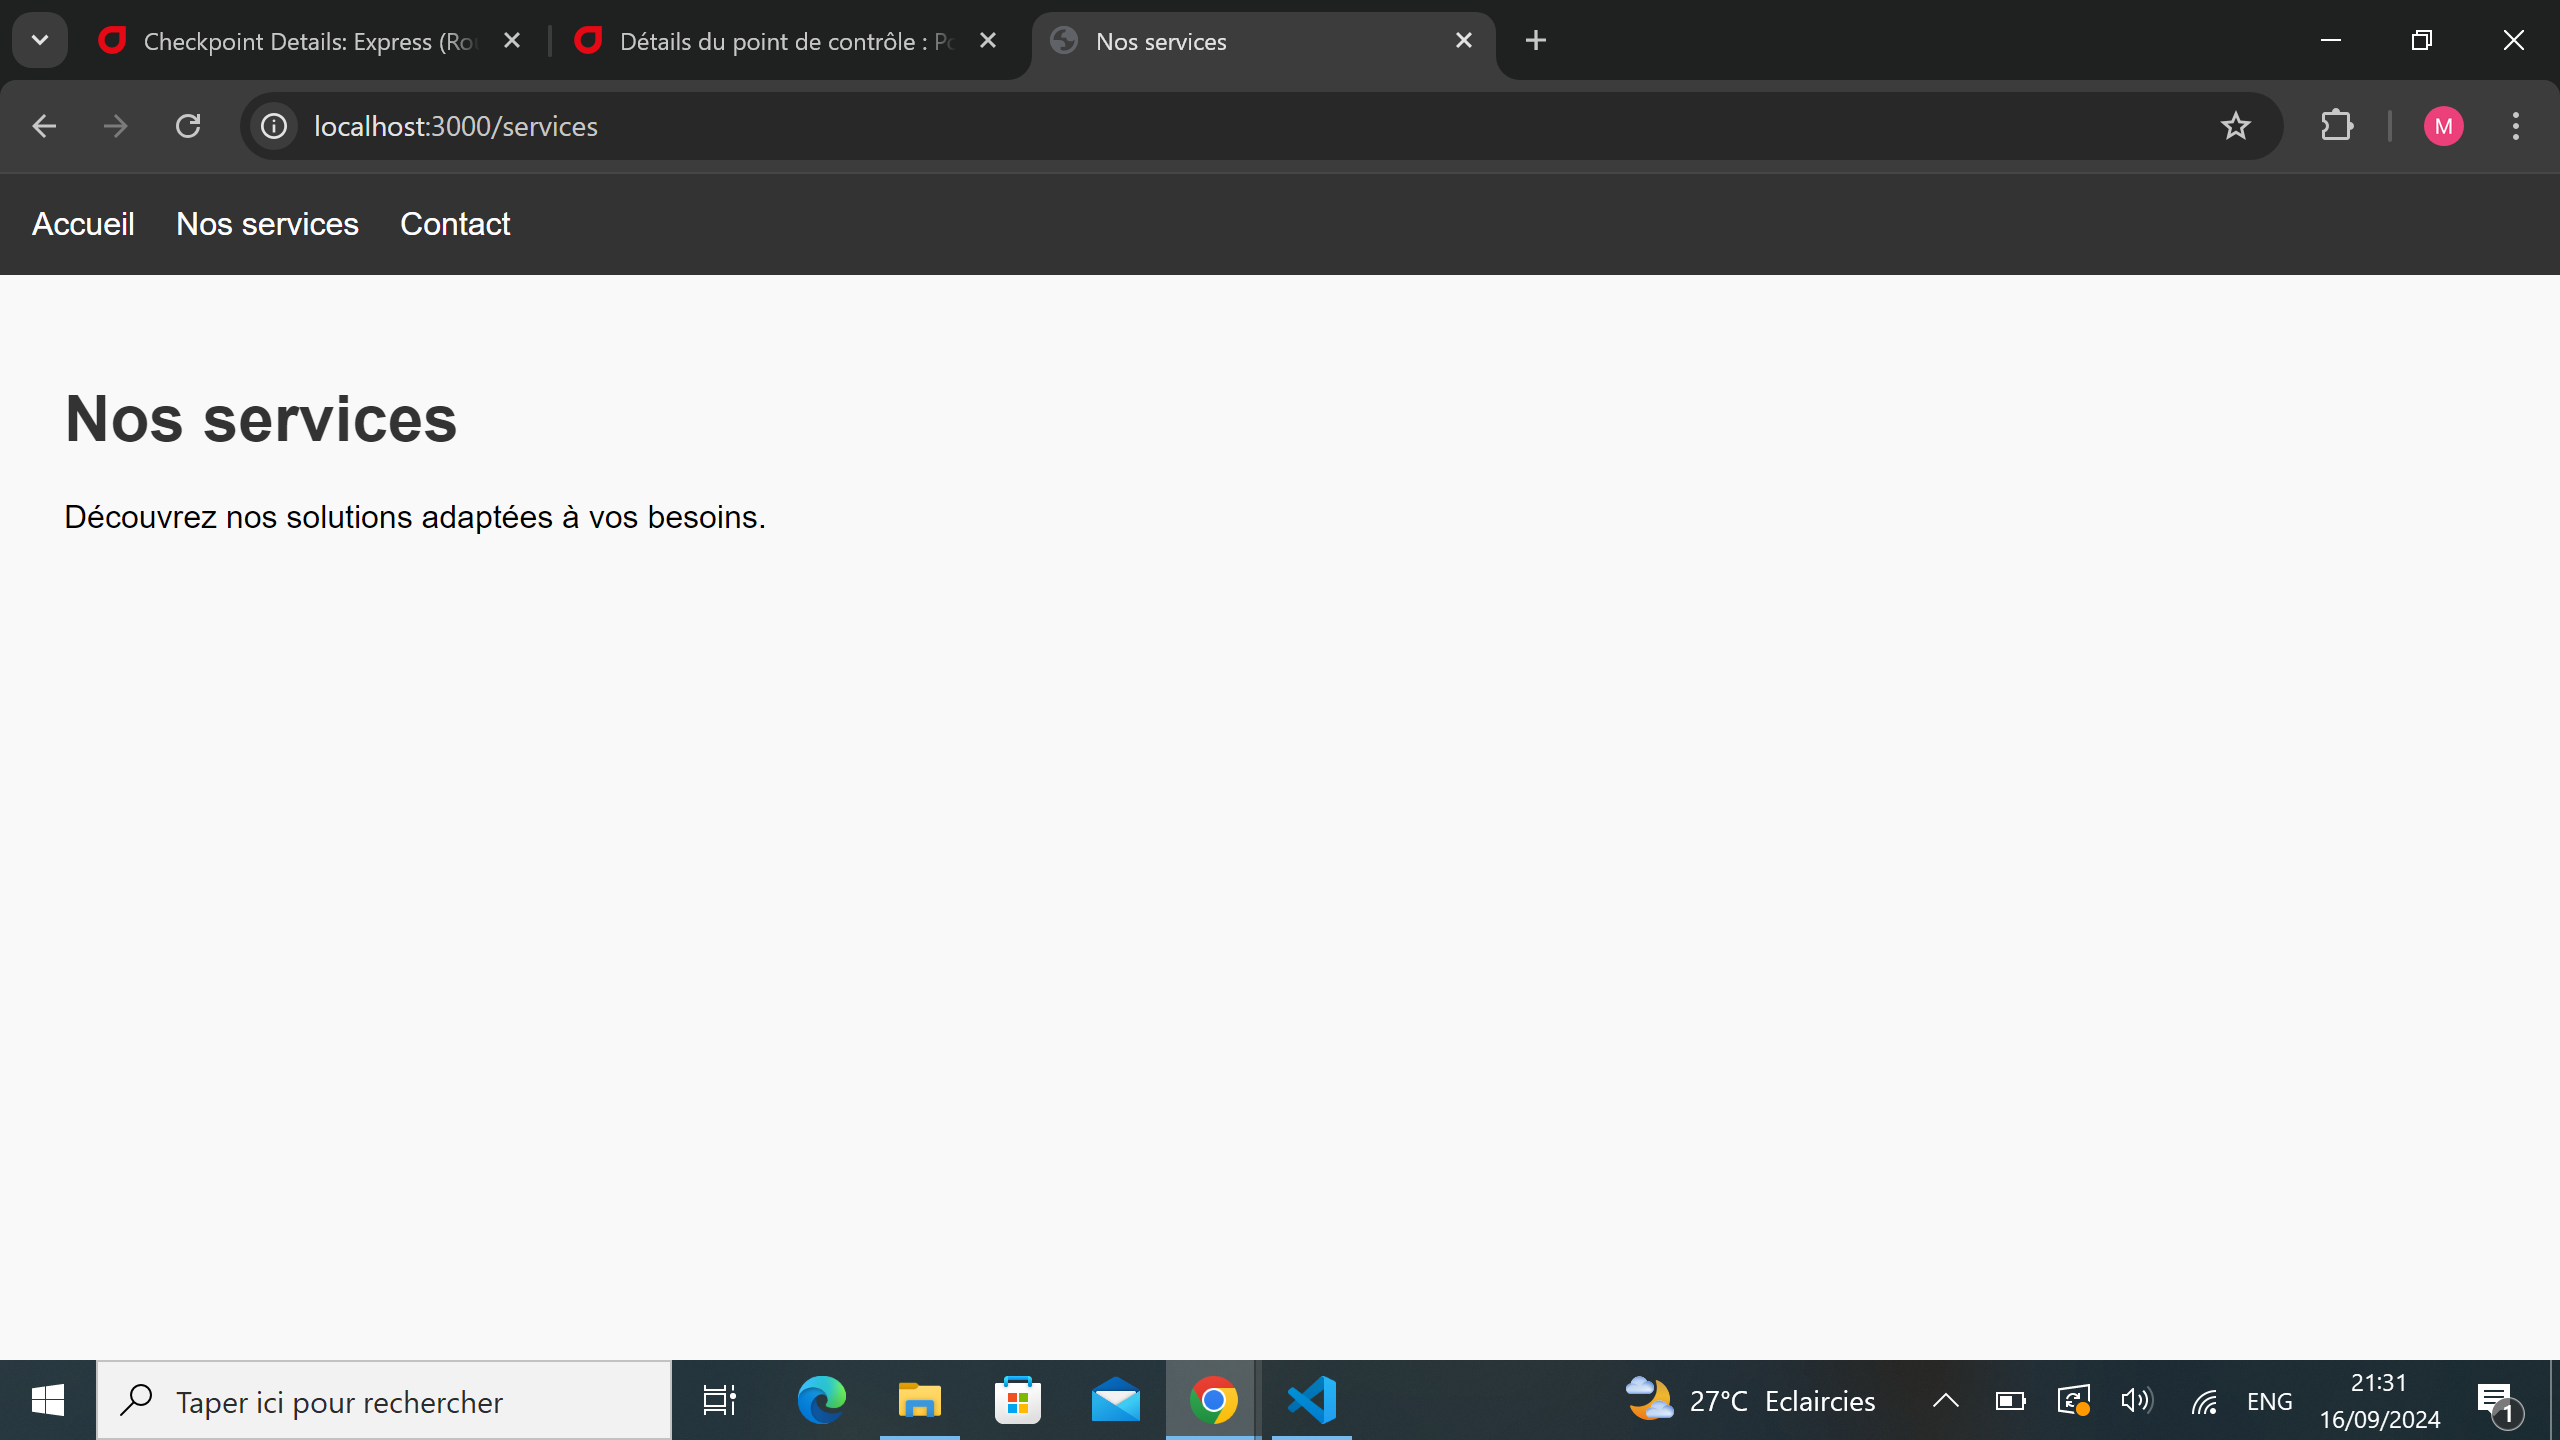 Checkpoint Details: Express (Rou
Détails du point de contrôle : Po
Nos services
localhost:3000/services
M
Accueil Nos services Contact
Nos services
Découvrez nos solutions adaptées à vos besoins.
Taper ici pour rechercher
27°C Eclaircies
ENG
21:31
16/09/2024
1